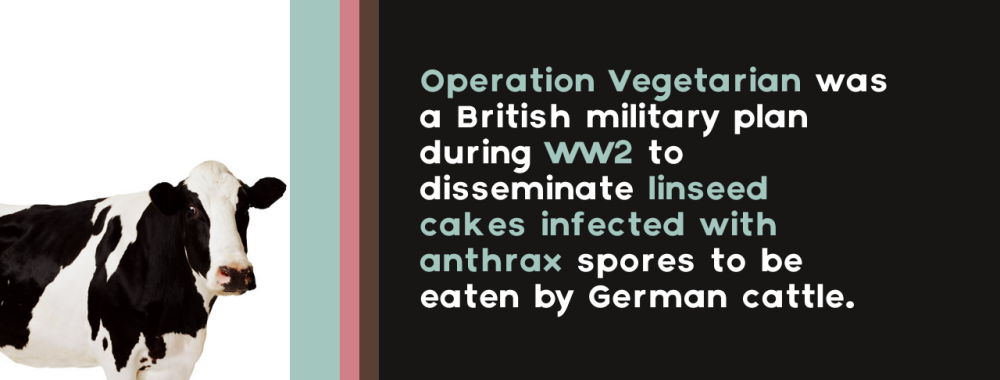 Operation Vegetarian was
a British military plan
during WW2 to
disseminate linseed
cakes infected with
anthrax spores to be
eaten by German cattle.